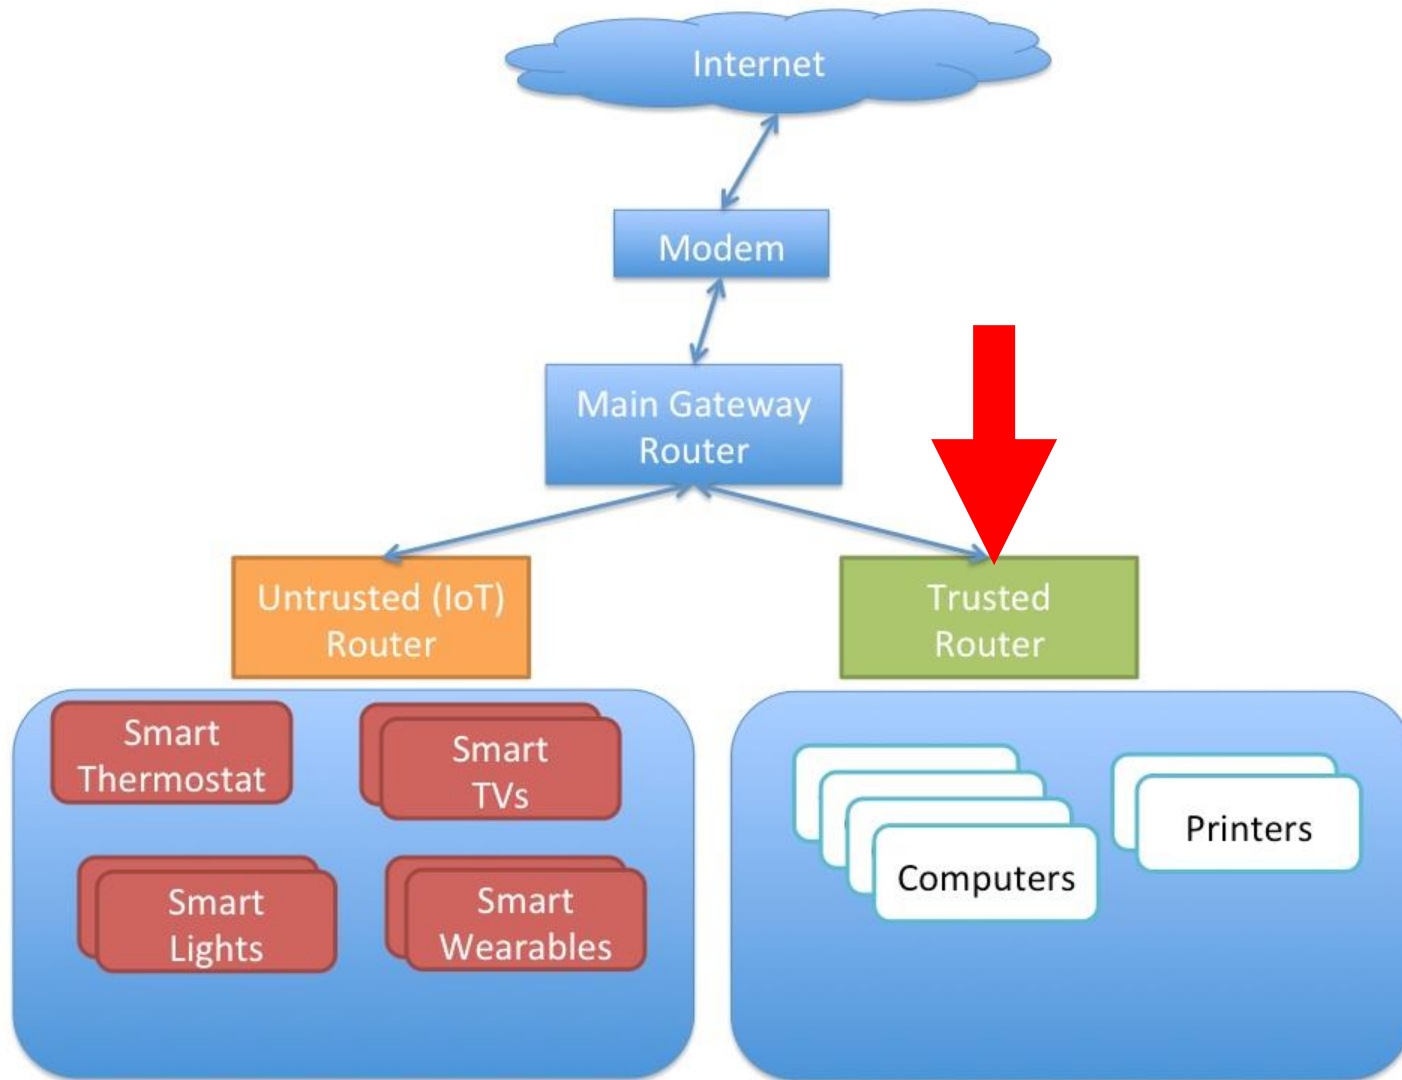 Internet
Modem
Main Gateway
Router
Untrusted (IoT)
Router
Trusted
Router
Smart
Thermostat
Smart
TVs
Smart
Lights
Smart
Wearables
Computers
Printers